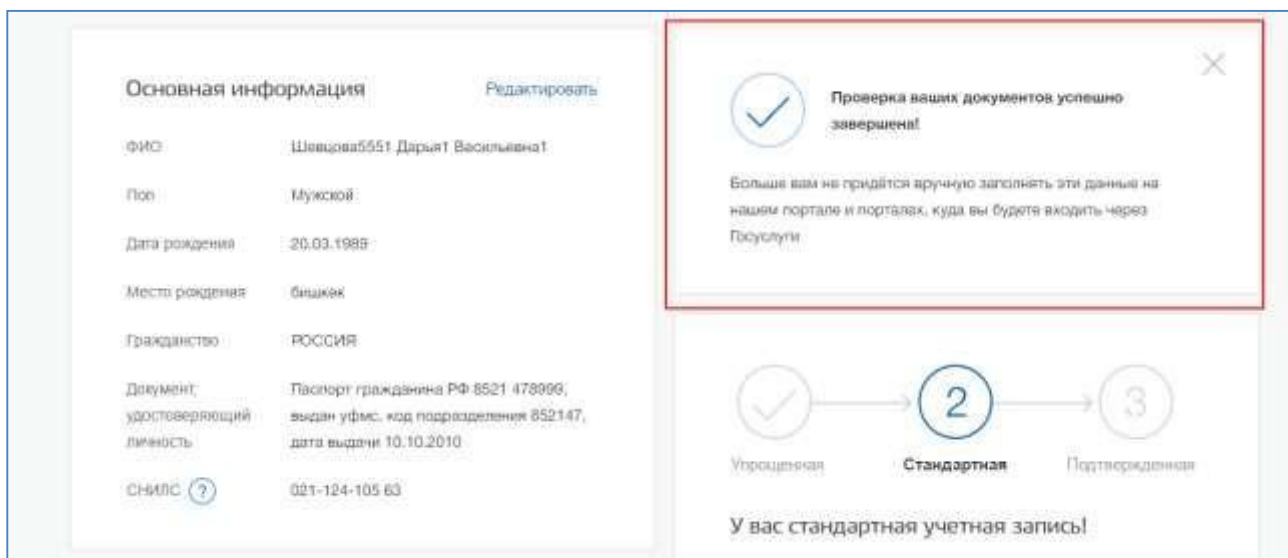 Основная информация
Редактировать
ФИО
Шевцова5551 Дарья1 Васильевна1
Пол
Мужской
Дата рождения
20.03.1989
Место рождения
бишкек
Гражданство
РОССИЯ
Документ,
удостоверяющий
личность
Паспорт гражданина РФ 8521 478999,
выдан уфмс, код подразделения 852147,
дата выдачи 10.10.2010
СНИЛС ?
021-124-105 63
Проверка ваших документов успешно
завершена!
Больше вам не придётся вручную заполнять эти данные на
нашем портале и порталах, куда вы будете входить через
Госуслуги
2
3
Упрощенная
Стандартная
Подтвержденная
У вас стандартная учетная запись!